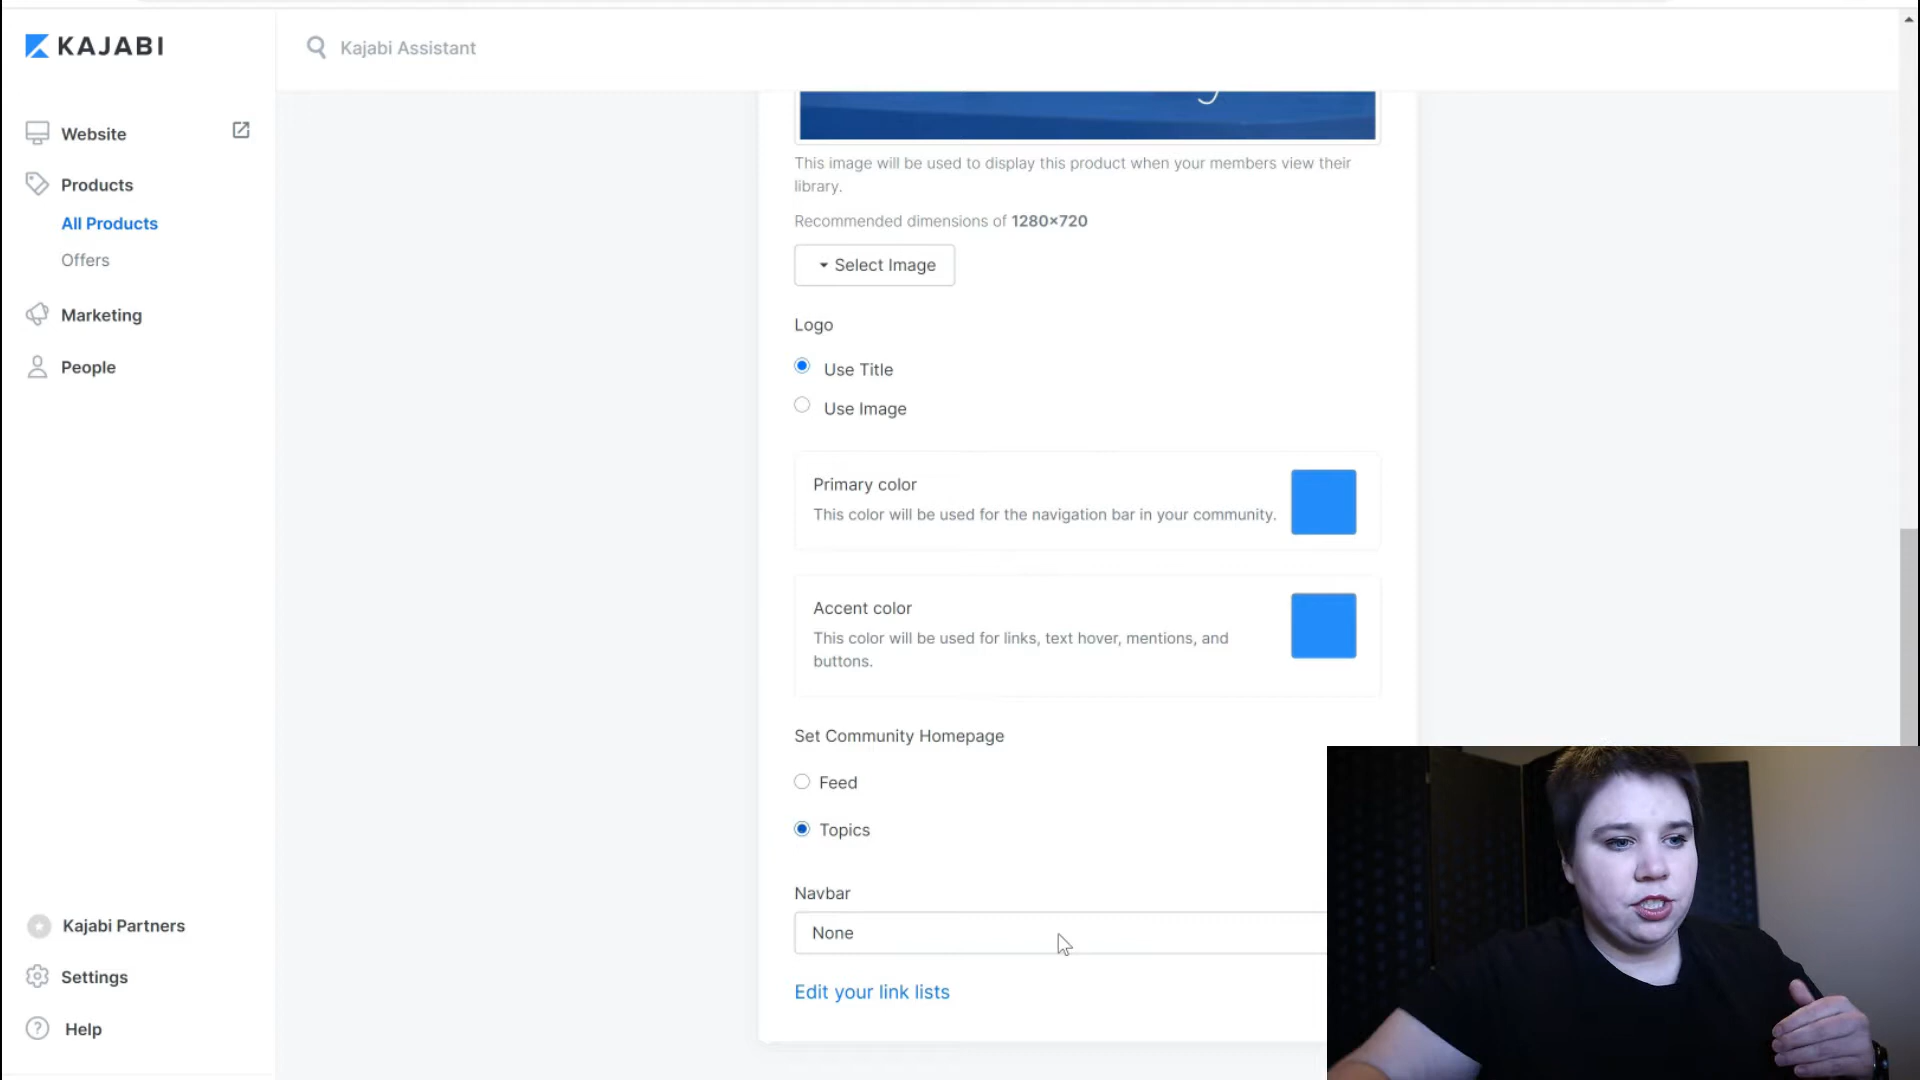 KAJABI
Kajabi Assistant
Website
Products
All Products
Offers
Marketing
People
Kajabi Partners
Settings
Help
This image will be used to display this product when your members view their
library.
Recommended dimensions of 1280×720
Select Image
Logo
Use Title
Use Image
Primary color
This color will be used for the navigation bar in your community.
Accent color
This color will be used for links, text hover, mentions, and
buttons.
Set Community Homepage
Feed
Topics
Navbar
None
Edit your link lists